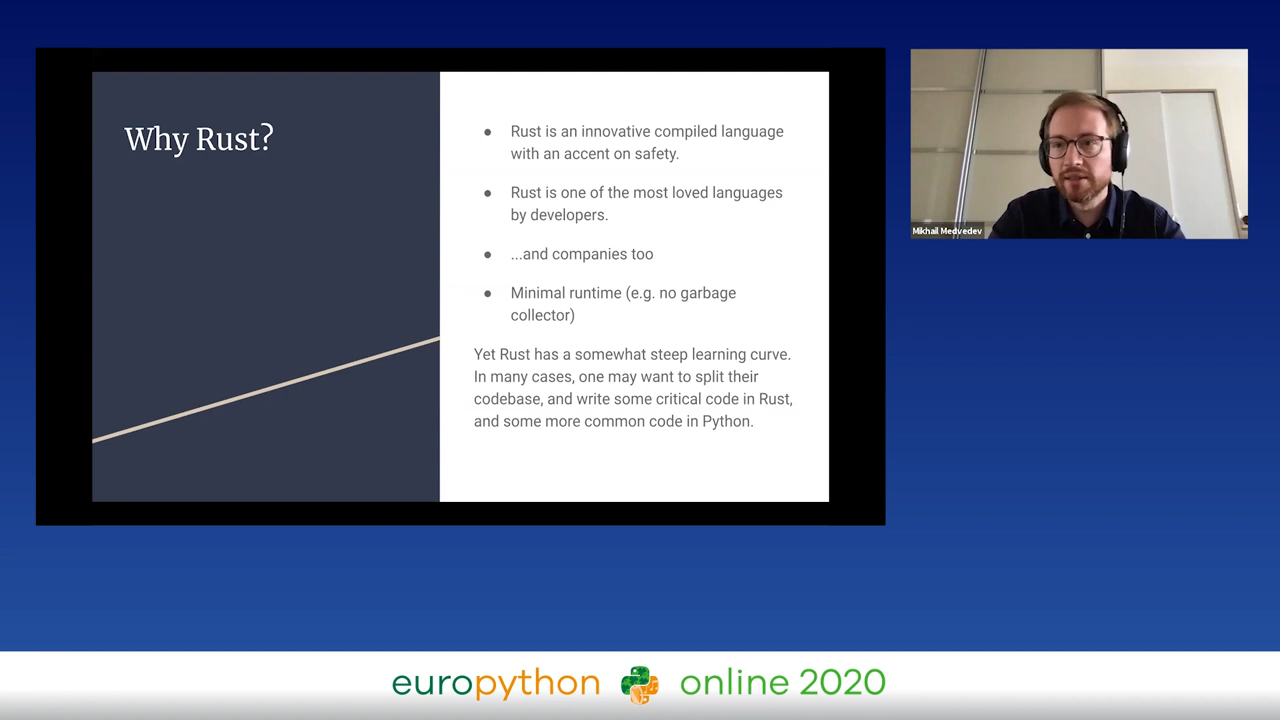 Why Rust?
● Rust is an innovative compiled language
with an accent on safety.
● Rust is one of the most loved languages
by developers.
● ...and companies too
● Minimal runtime (e.g. no garbage
collector)
Yet Rust has a somewhat steep learning curve.
In many cases, one may want to split their
codebase, and write some critical code in Rust,
and some more common code in Python.
Mikhail Medvedev
europython online 2020